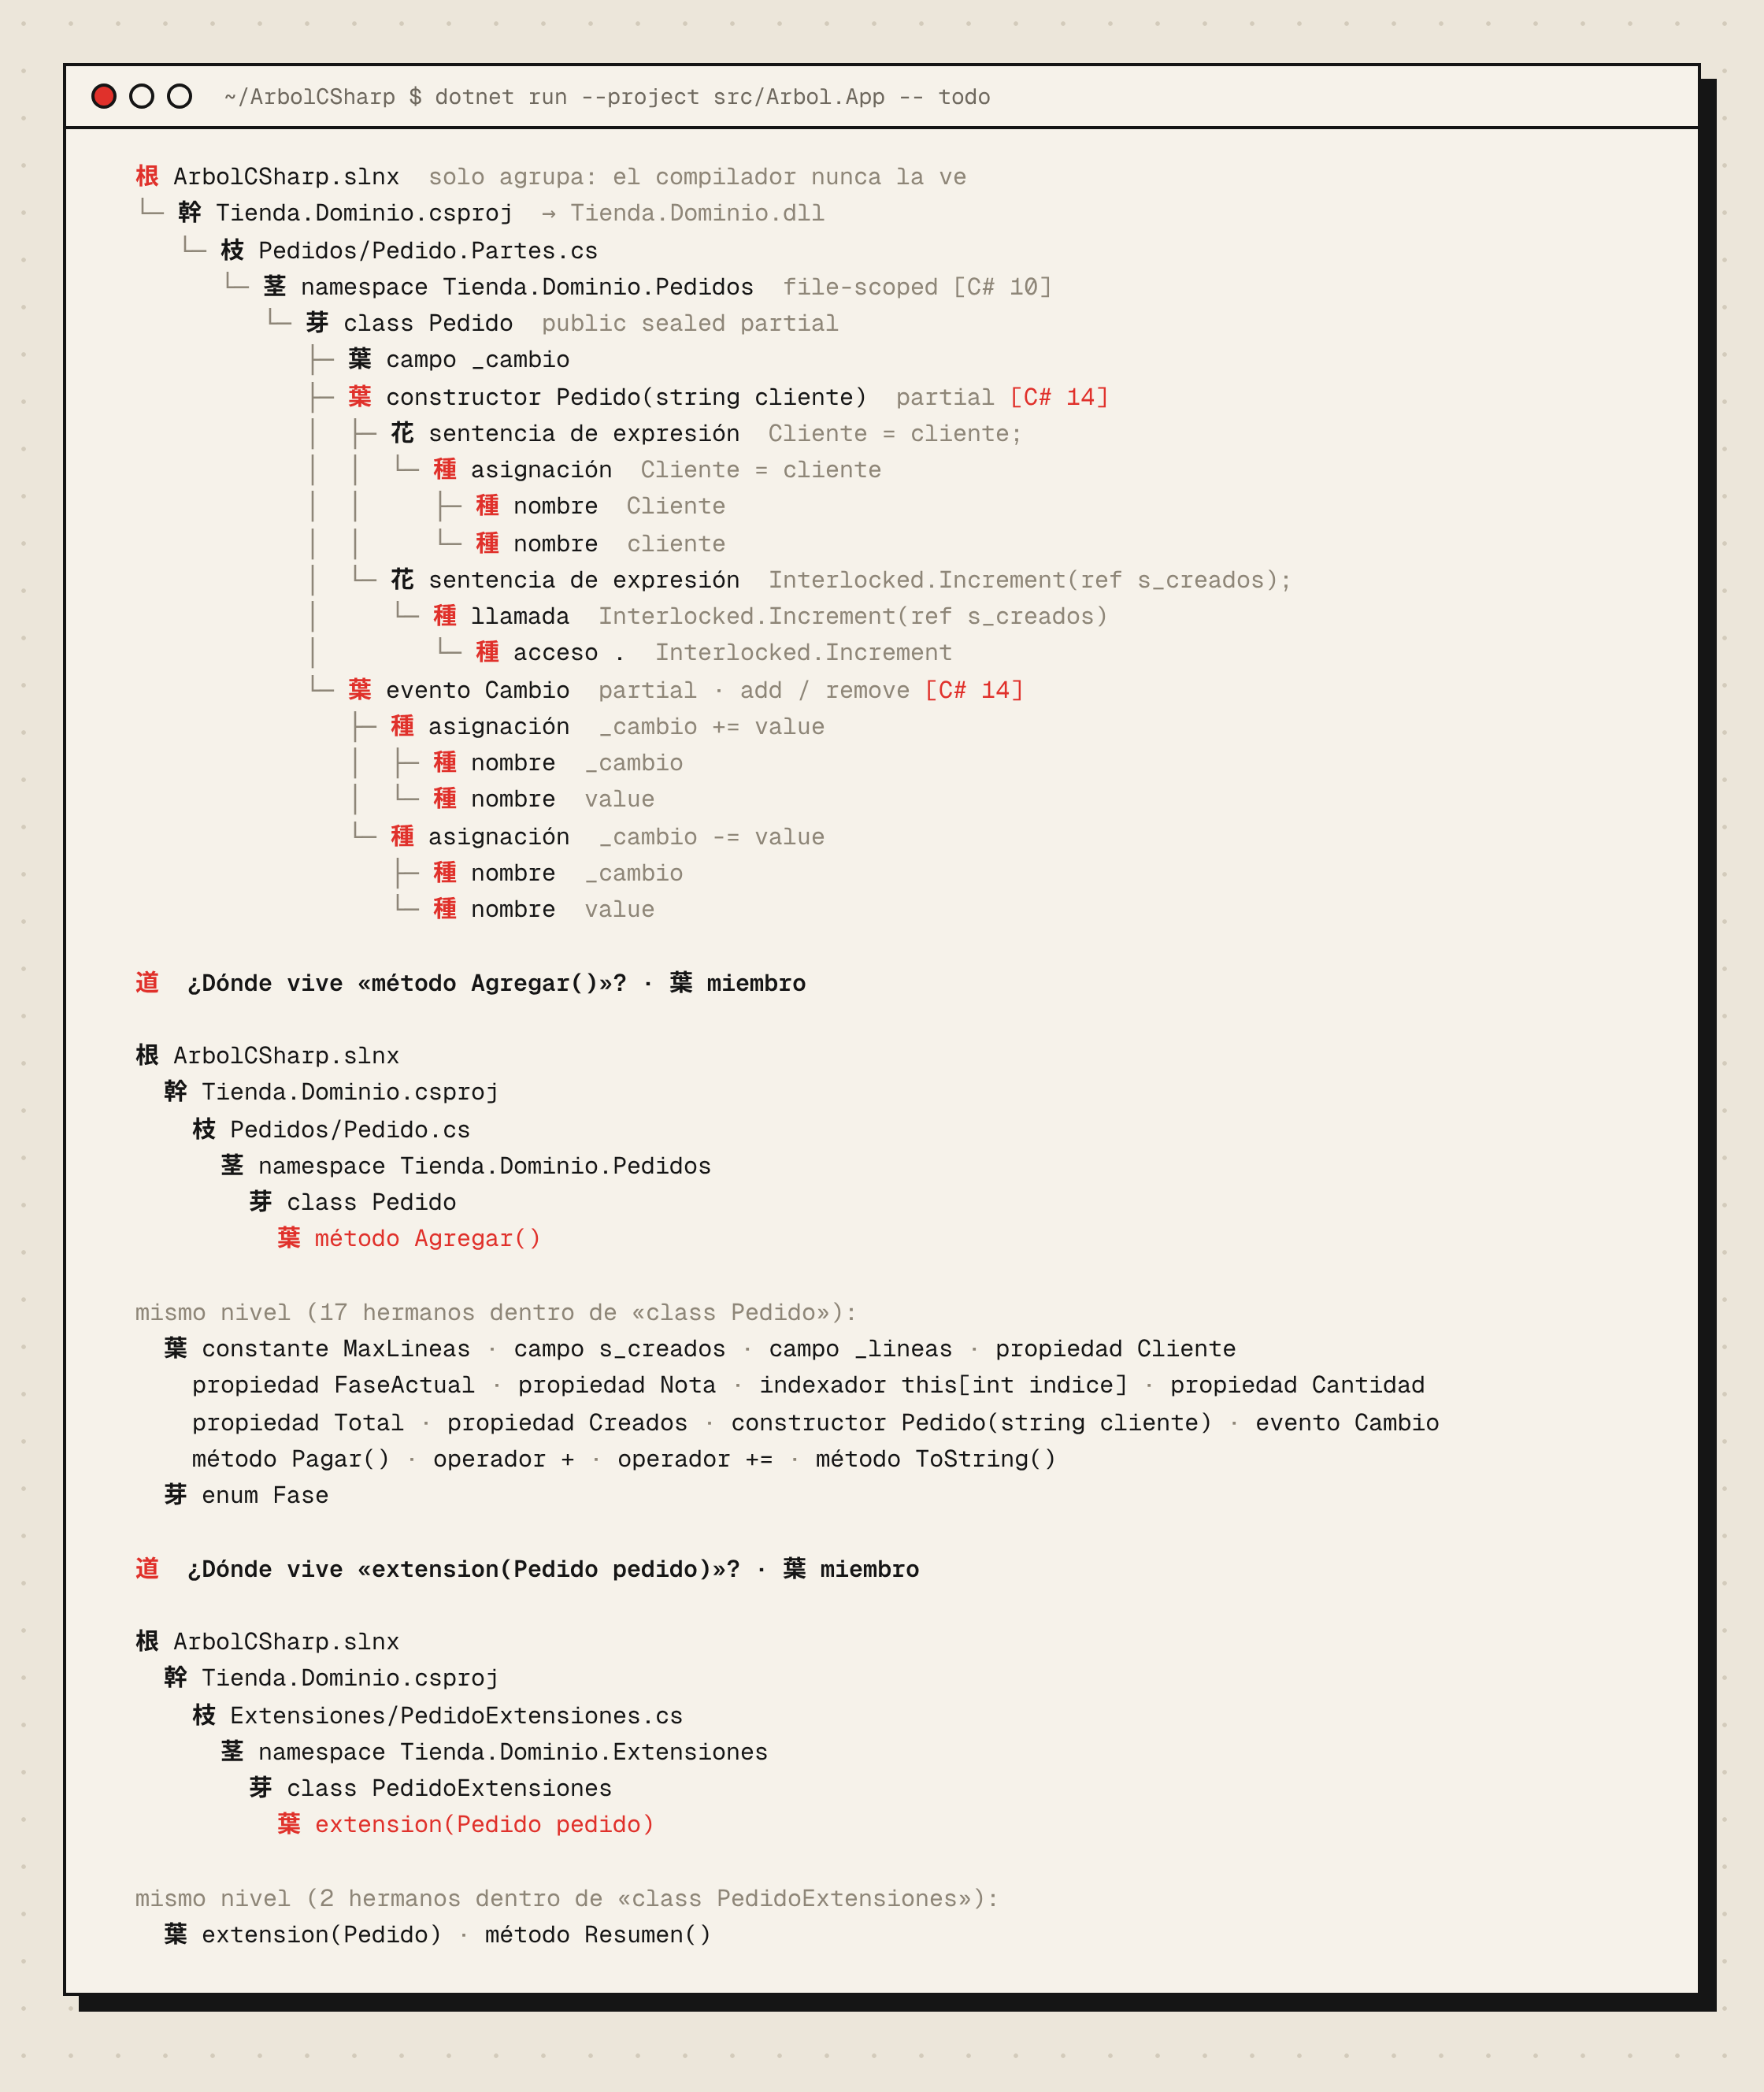 ~/ArbolCSharp $ dotnet run --project src/Arbol.App -- todo
根 ArbolCSharp.slnx  solo agrupa: el compilador nunca la ve
└─ 幹 Tienda.Dominio.csproj  → Tienda.Dominio.dll
   └─ 枝 Pedidos/Pedido.Partes.cs
      └─ 茎 namespace Tienda.Dominio.Pedidos  file-scoped [C# 10]
         └─ 芽 class Pedido  public sealed partial
            ├─ 葉 campo _cambio
            ├─ 葉 constructor Pedido(string cliente)  partial [C# 14]
            │  ├─ 花 sentencia de expresión  Cliente = cliente;
            │  │  └─ 種 asignación  Cliente = cliente
            │  │     ├─ 種 nombre  Cliente
            │  │     └─ 種 nombre  cliente
            │  └─ 花 sentencia de expresión  Interlocked.Increment(ref s_creados);
            │     └─ 種 llamada  Interlocked.Increment(ref s_creados)
            │        └─ 種 acceso .  Interlocked.Increment
            └─ 葉 evento Cambio  partial · add / remove [C# 14]
               ├─ 種 asignación  _cambio += value
               │  ├─ 種 nombre  _cambio
               │  └─ 種 nombre  value
               └─ 種 asignación  _cambio -= value
                  ├─ 種 nombre  _cambio
                  └─ 種 nombre  value
道  ¿Dónde vive «método Agregar()»? · 葉 miembro
根 ArbolCSharp.slnx
  幹 Tienda.Dominio.csproj
    枝 Pedidos/Pedido.cs
      茎 namespace Tienda.Dominio.Pedidos
        芽 class Pedido
          葉 método Agregar()
mismo nivel (17 hermanos dentro de «class Pedido»):
  葉 constante MaxLineas · campo s_creados · campo _lineas · propiedad Cliente
    propiedad FaseActual · propiedad Nota · indexador this[int indice] · propiedad Cantidad
    propiedad Total · propiedad Creados · constructor Pedido(string cliente) · evento Cambio
    método Pagar() · operador + · operador += · método ToString()
  芽 enum Fase
道  ¿Dónde vive «extension(Pedido pedido)»? · 葉 miembro
根 ArbolCSharp.slnx
  幹 Tienda.Dominio.csproj
    枝 Extensiones/PedidoExtensiones.cs
      茎 namespace Tienda.Dominio.Extensiones
        芽 class PedidoExtensiones
          葉 extension(Pedido pedido)
mismo nivel (2 hermanos dentro de «class PedidoExtensiones»):
  葉 extension(Pedido) · método Resumen()